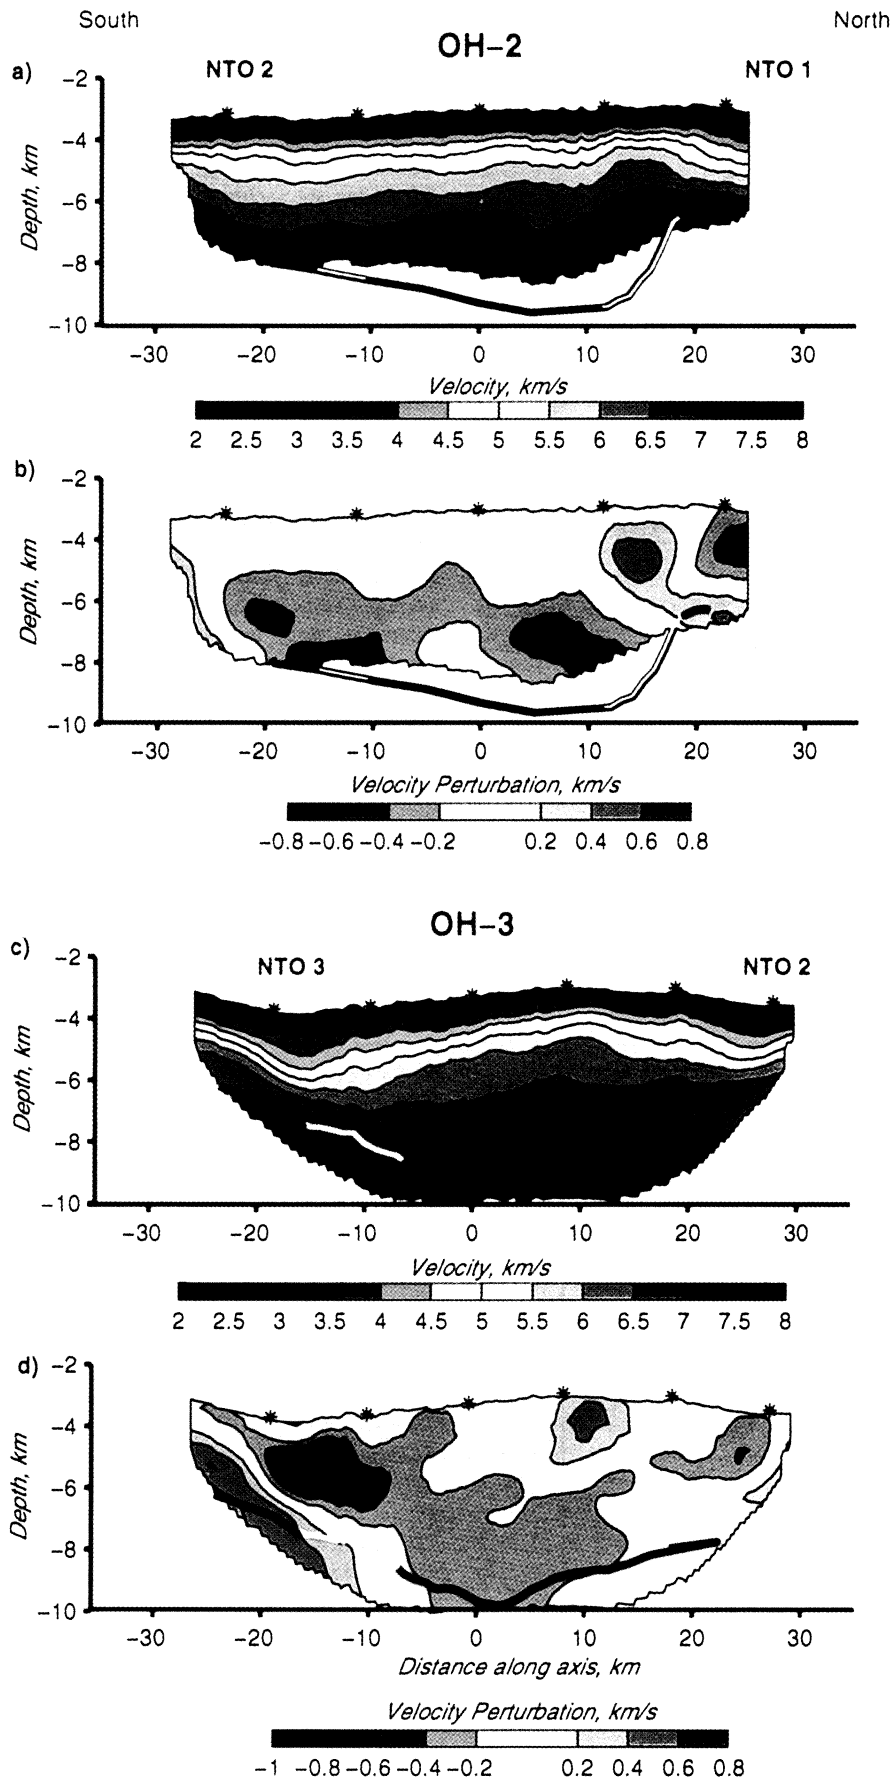 South North
OH–2
a) NTO 2 NTO 1
−2
−4
−6
−8
−10
Depth, km
−30 −20 −10 0 10 20 30
Velocity, km/s
2 2.5 3 3.5 4 4.5 5 5.5 6 6.5 7 7.5 8
b)
−2
−4
−6
−8
−10
Depth, km
−30 −20 −10 0 10 20 30
Velocity Perturbation, km/s
−0.8 −0.6 −0.4 −0.2 0.2 0.4 0.6 0.8
OH–3
c) NTO 3 NTO 2
−2
−4
−6
−8
−10
Depth, km
−30 −20 −10 0 10 20 30
Velocity, km/s
2 2.5 3 3.5 4 4.5 5 5.5 6 6.5 7 7.5 8
d)
−2
−4
−6
−8
−10
Depth, km
−30 −20 −10 0 10 20 30
Distance along axis, km
Velocity Perturbation, km/s
−1 −0.8 −0.6 −0.4 −0.2 0.2 0.4 0.6 0.8